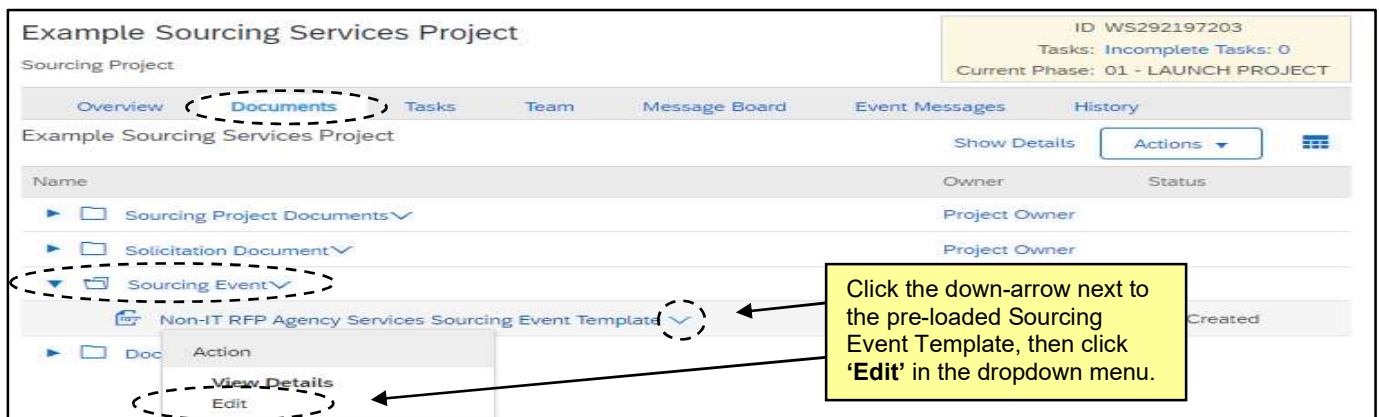 Example Sourcing Services Project
ID WS292197203
Sourcing Project
Tasks: Incomplete Tasks: 0
Current Phase: 01 - LAUNCH PROJECT
Overview Documents Tasks Team Message Board Event Messages History
Example Sourcing Services Project
Show Details Actions
Name Owner Status
Sourcing Project Documents Project Owner
Solicitation Document Project Owner
Sourcing Event
Non-IT RFP Agency Services Sourcing Event Template Created
Doc
Action
View Details
Edit
Click the down-arrow next to
the pre-loaded Sourcing
Event Template, then click
‘Edit’ in the dropdown menu.